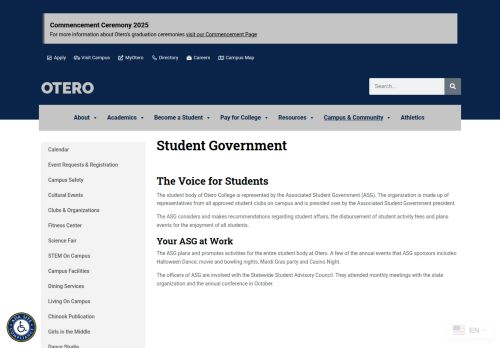 Commencement Ceremony 2025
For more information about Otero's graduation ceremonies visit our Commencement Page
Apply Visit Campus MyOtero Directory Careers Campus Map
OTERO
Search...
About Academics Become a Student Pay for College Resources Campus & Community Athletics
Student Government
Calendar
Event Requests & Registration
Campus Safety
Cultural Events
Clubs & Organizations
Fitness Center
Science Fair
STEM On Campus
Campus Facilities
Dining Services
Living On Campus
Chinook Publication
Girls in the Middle
Dance Studio
The Voice for Students
The student body of Otero College is represented by the Associated Student Government (ASG). The organization is made up of
representatives from all approved student clubs on campus and is presided over by the Associated Student Government president.
The ASG considers and makes recommendations regarding student affairs, the disbursement of student activity fees and plans
events for the enjoyment of all students.
Your ASG at Work
The ASG plans and promotes activities for the entire student body at Otero. A few of the annual events that ASG sponsors includes:
Halloween Dance; movie and bowling nights, Mardi Gras party and Casino Night.
The officers of ASG are involved with the Statewide Student Advisory Council. They attended monthly meetings with the state
organization and the annual conference in October.
EN